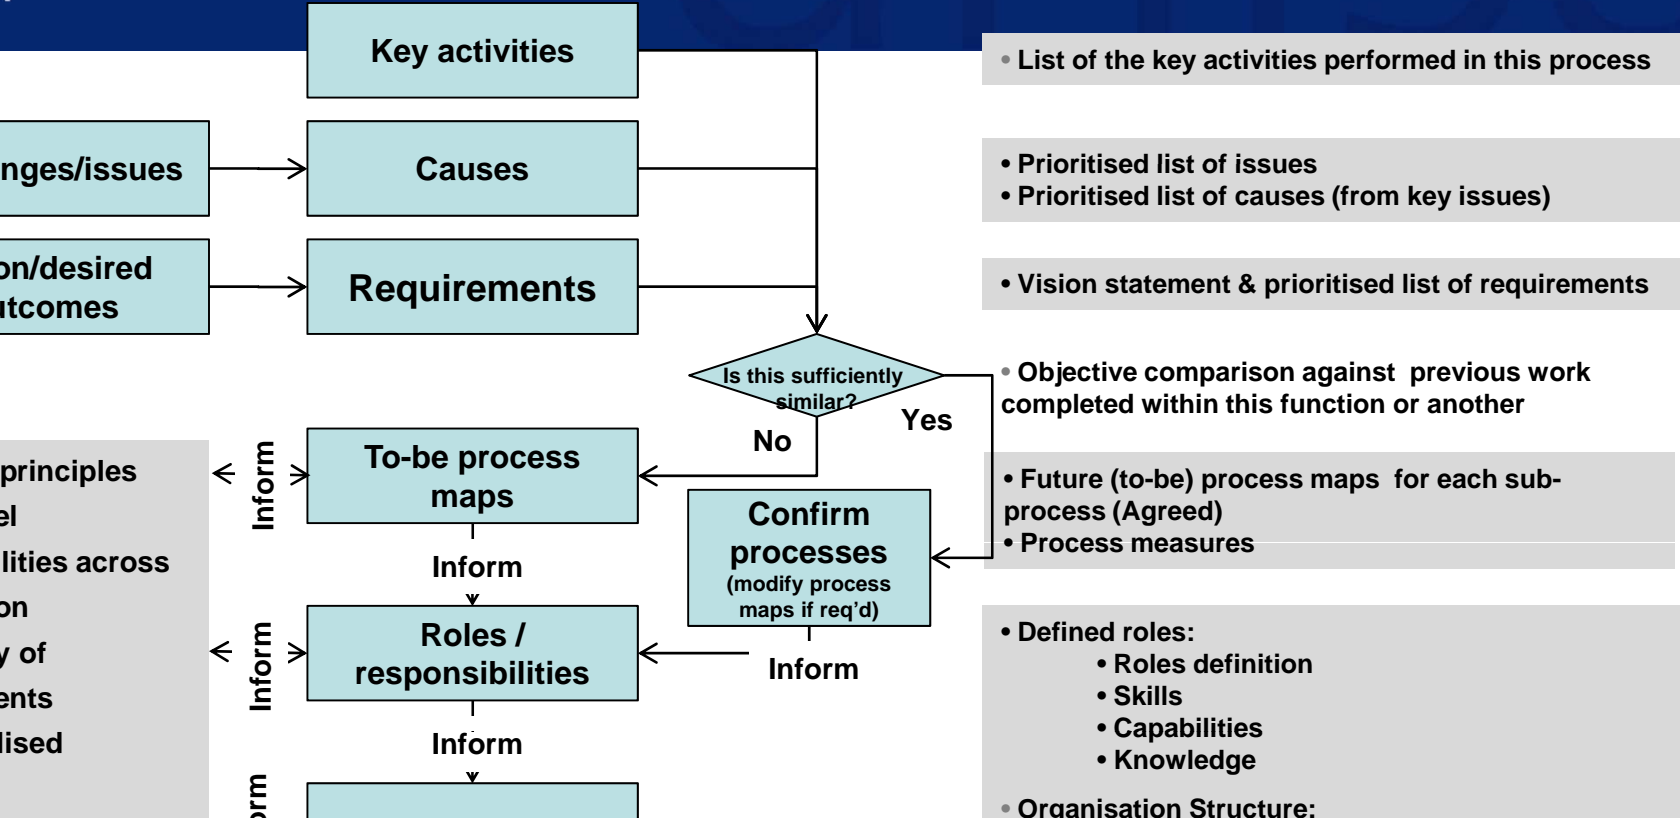 Key activities
• List of the key activities performed in this process
nges/issues
Causes
• Prioritised list of issues
• Prioritised list of causes (from key issues)
on/desired
utcomes
Requirements
• Vision statement & prioritised list of requirements
Is this sufficiently
similar?
Yes
No
• Objective comparison against previous work
completed within this function or another
principles
el
lities across
on
y of
ents
lised
Inform
To-be process
maps
Inform
Confirm
processes
(modify process
maps if req’d)
• Future (to-be) process maps for each sub-
process (Agreed)
• Process measures
Inform
Roles /
responsibilities
Inform
Inform
• Defined roles:
• Roles definition
• Skills
• Capabilities
• Knowledge
• Organisation Structure:
orm